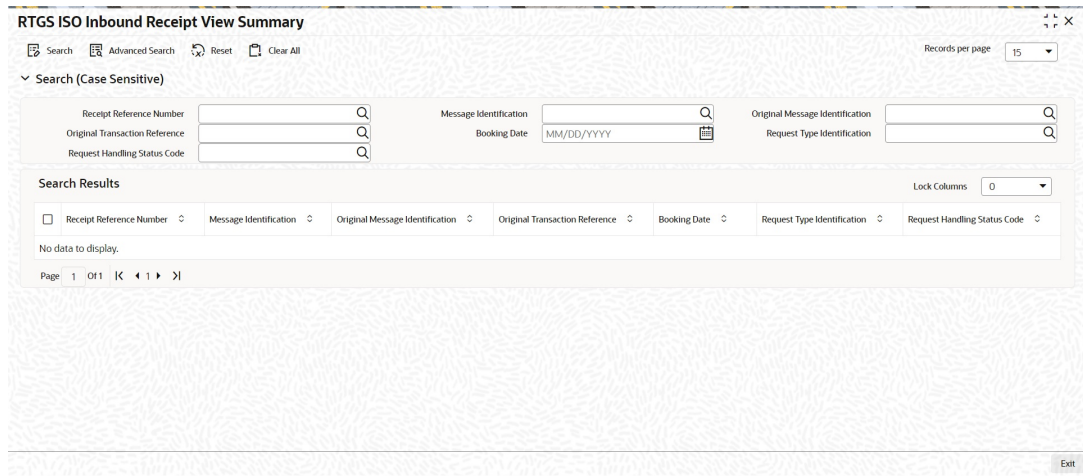 RTGS ISO Inbound Receipt View Summary
Search Advanced Search Reset Clear All Records per page 15
Search (Case Sensitive)
Receipt Reference Number Message Identification Original Message Identification
Original Transaction Reference Booking Date MM/DD/YYYY Request Type Identification
Request Handling Status Code
Search Results Lock Columns 0
Receipt Reference Number Message Identification Original Message Identification Original Transaction Reference Booking Date Request Type Identification Request Handling Status Code
No data to display.
Page 1 Of 1 1
Exit